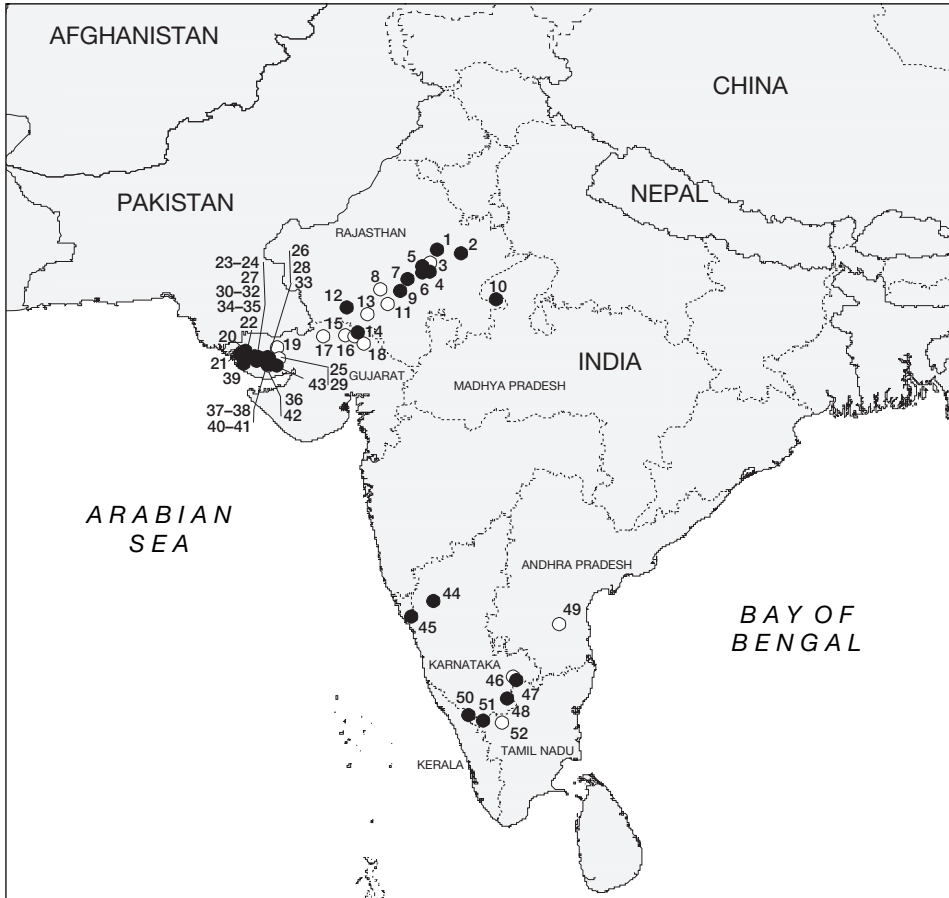 AFGHANISTAN
CHINA
PAKISTAN
NEPAL
RAJASTHAN
1
2
5
3
4
7
6
8
9
10
11
12
13
14
15
16
17
18
23–24
27
30–32
34–35
22
26
28
33
20
19
21
39
25
29
43
GUJARAT
36
42
37–38
40–41
INDIA
MADHYA PRADESH
ARABIAN
SEA
ANDHRA PRADESH
44
45
49
BAY OF
BENGAL
KARNATAKA
46
47
48
50
51
52
TAMIL NADU
KERALA